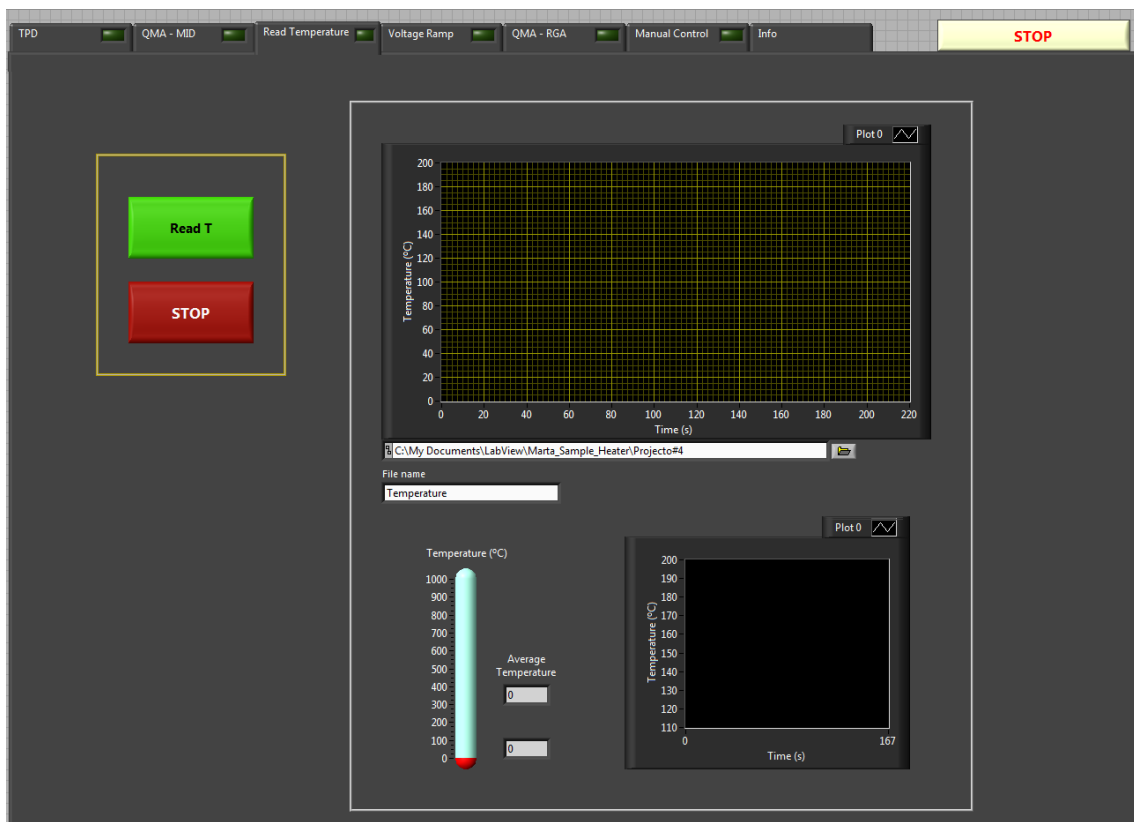 TPD
QMA - MID
Read Temperature
Voltage Ramp
QMA - RGA
Manual Control
Info
STOP
Read T
STOP
Plot 0
Temperature (ºC)
200
180
160
140
120
100
80
60
40
20
0
0 20 40 60 80 100 120 140 160 180 200 220
Time (s)
C:\My Documents\LabView\Marta_Sample_Heater\Projecto#4
File name
Temperature
Temperature (ºC)
1000
900
800
700
600
500
400
300
200
100
0
Average
Temperature
0
0
Plot 0
Temperature (ºC)
200
190
180
170
160
150
140
130
120
110
0 167
Time (s)